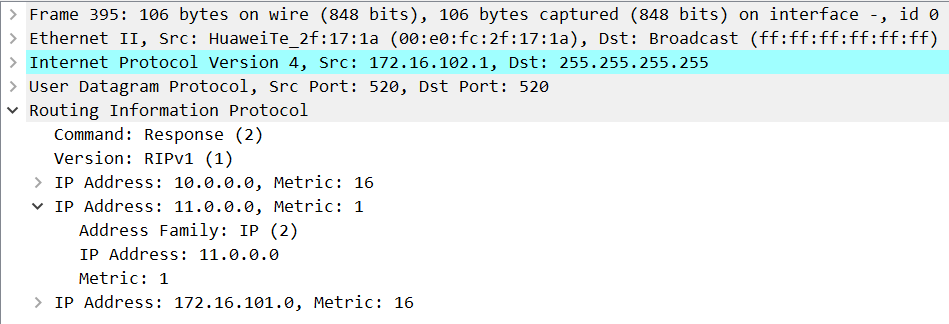 Frame 395: 106 bytes on wire (848 bits), 106 bytes captured (848 bits) on interface -, id 0
Ethernet II, Src: HuaweiTe_2f:17:1a (00:e0:fc:2f:17:1a), Dst: Broadcast (ff:ff:ff:ff:ff:ff)
Internet Protocol Version 4, Src: 172.16.102.1, Dst: 255.255.255.255
User Datagram Protocol, Src Port: 520, Dst Port: 520
Routing Information Protocol
Command: Response (2)
Version: RIPv1 (1)
IP Address: 10.0.0.0, Metric: 16
IP Address: 11.0.0.0, Metric: 1
Address Family: IP (2)
IP Address: 11.0.0.0
Metric: 1
IP Address: 172.16.101.0, Metric: 16